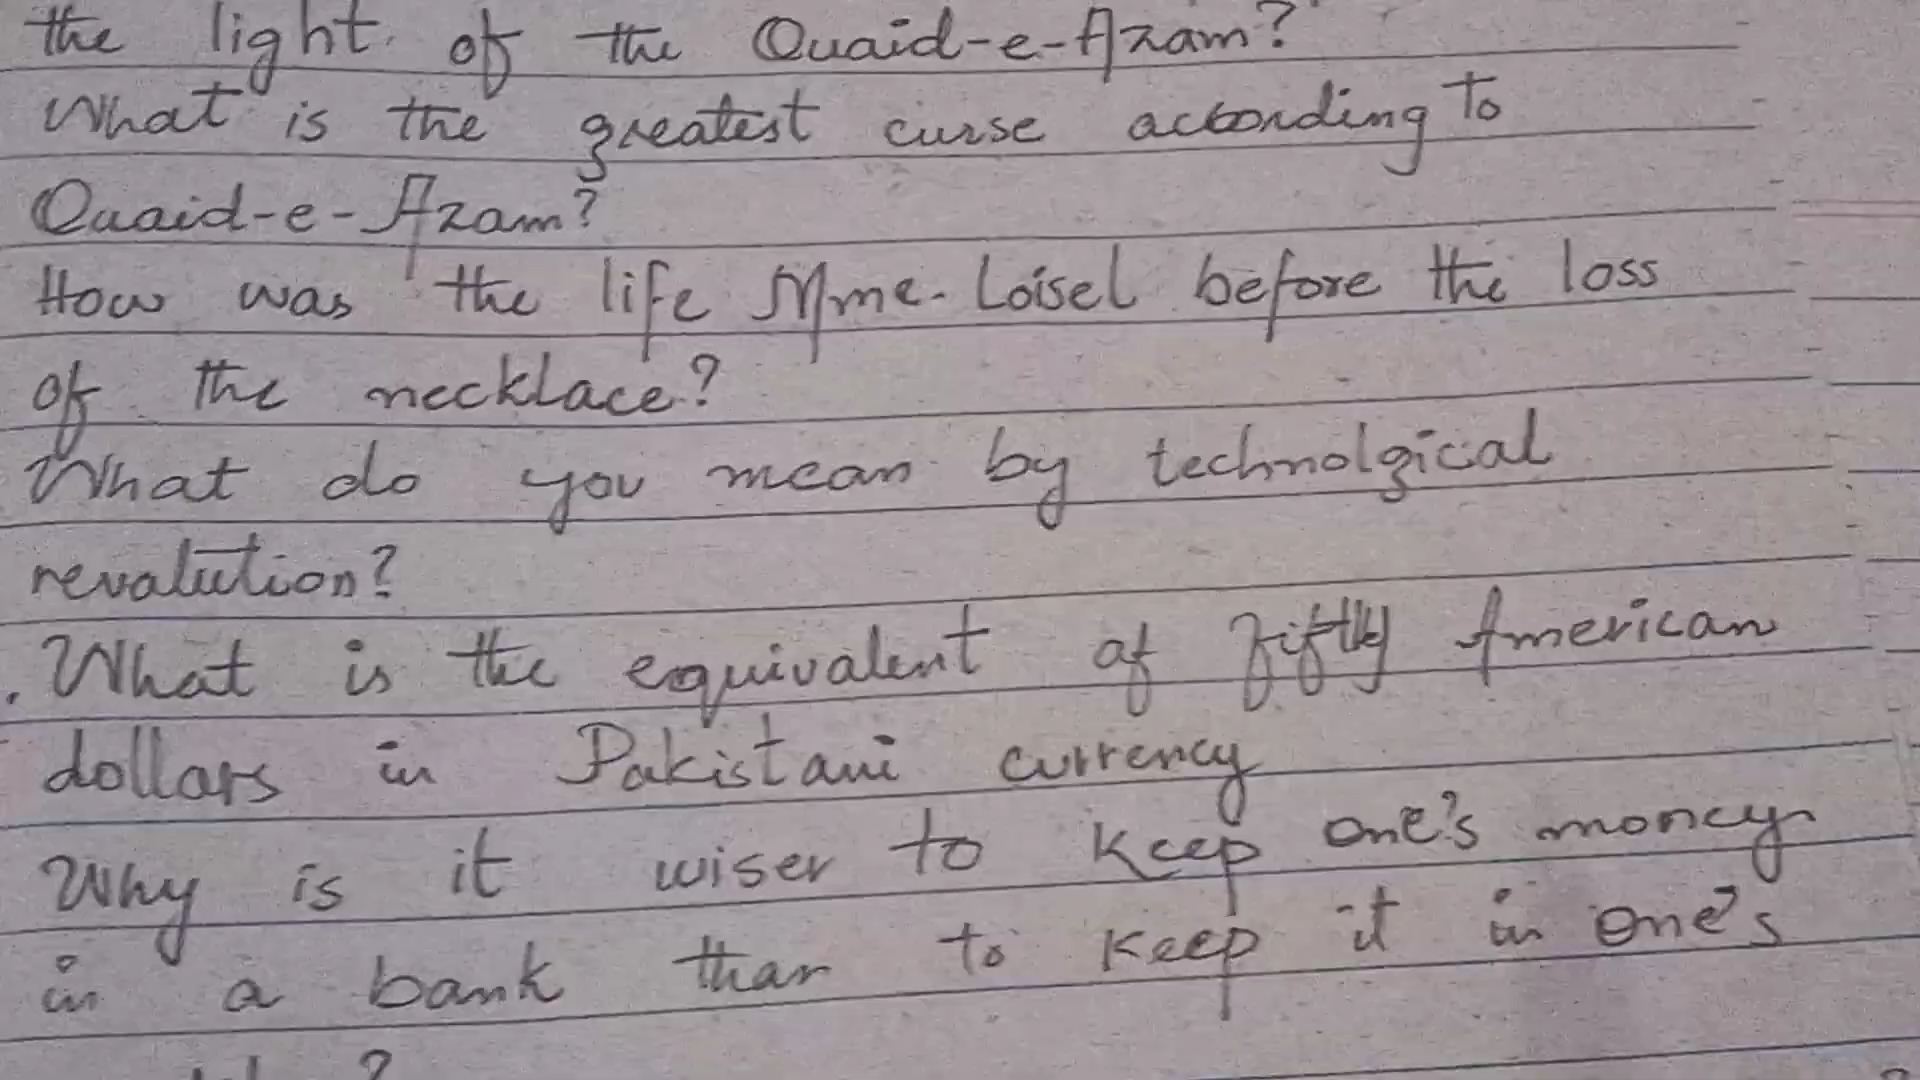 the light of the Quaid-e-Azam?
What is the greatest curse according to
Quaid-e-Azam?
How was the life Mme. Loisel before the loss
of the necklace?
What do you mean by technolgical
revalution?
. What is the equivalent of American
dollars in Pakistani currency
Why is it wiser to keep one's money
in a bank than to keep it in one's
?